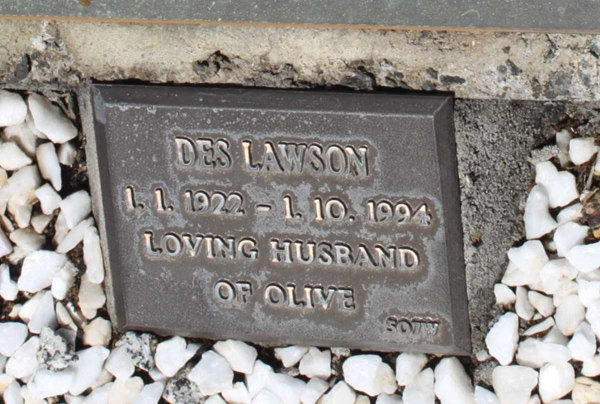 DES LAWSON
1. 1. 1922 - 1. 10. 1994
LOVING HUSBAND
OF OLIVE